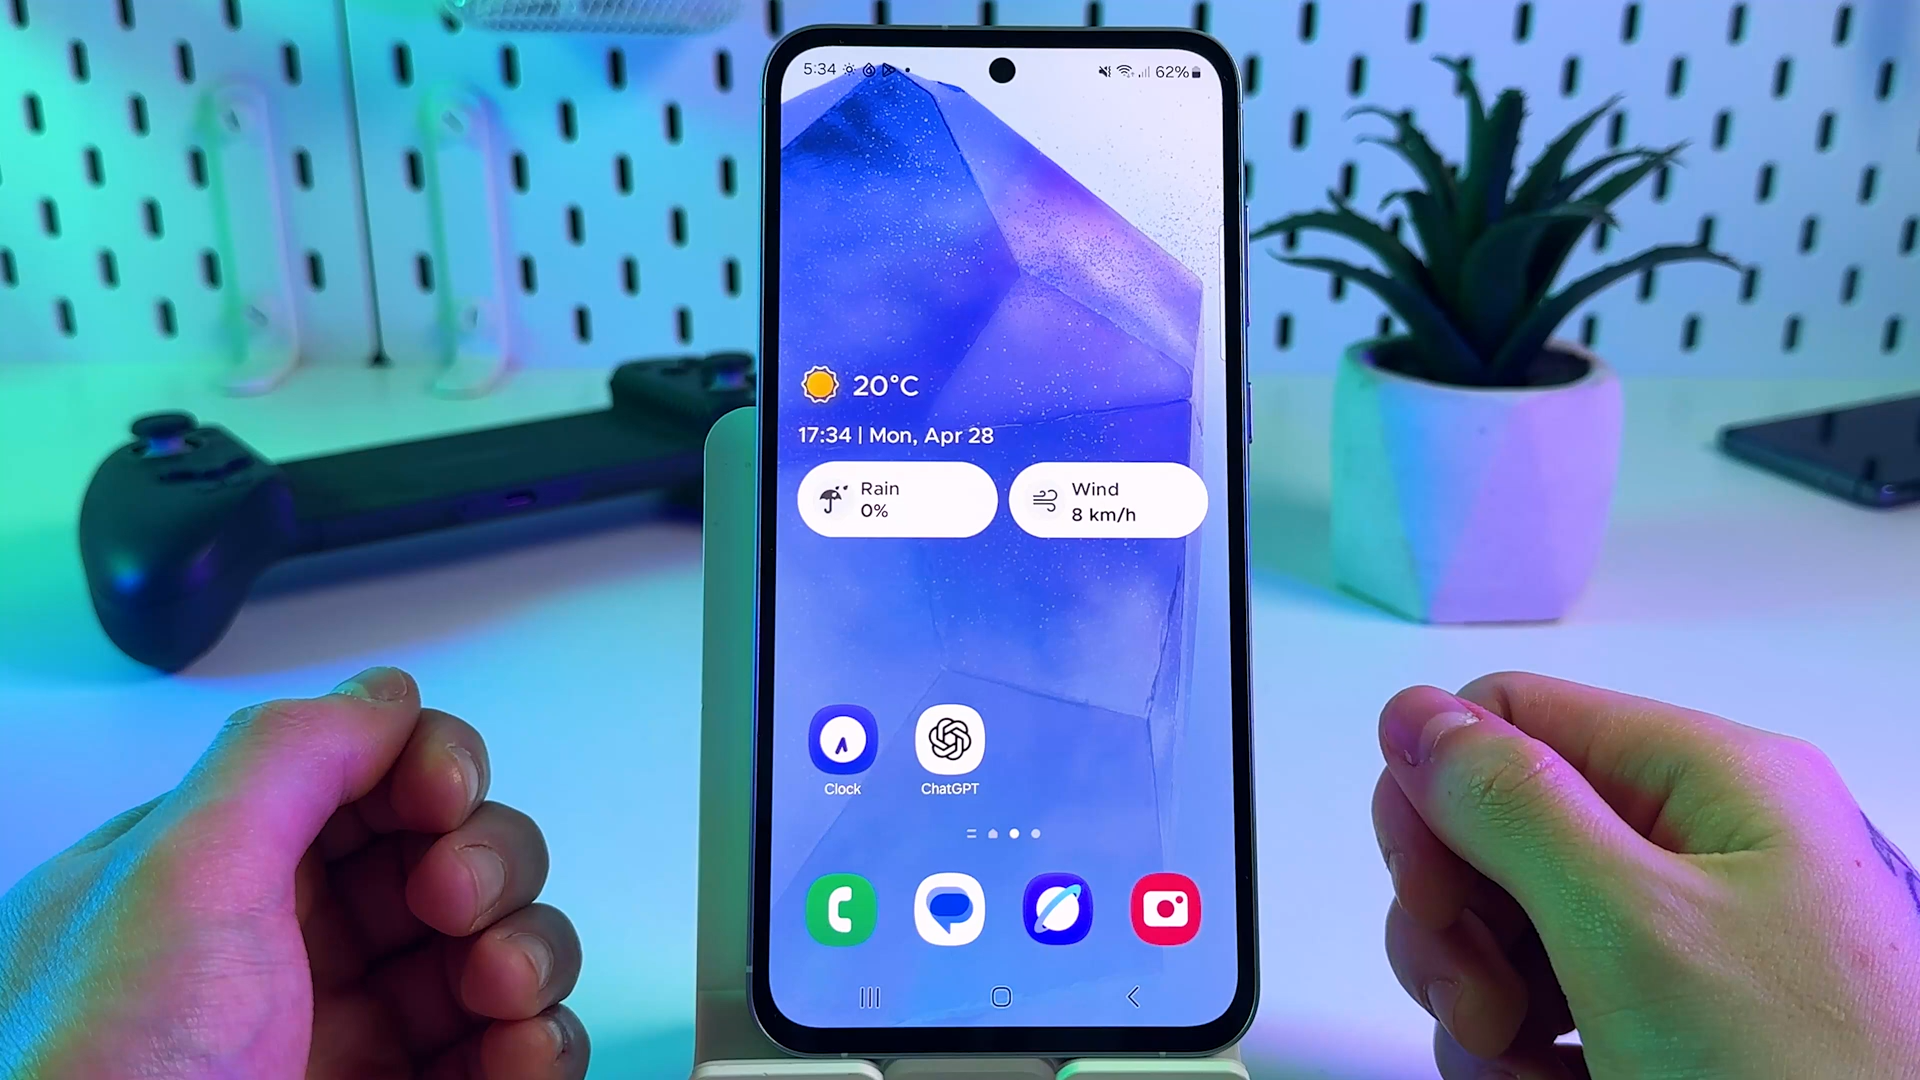 5:34 62%
20°C
17:34 | Mon, Apr 28
Rain
0%
Wind
8 km/h
Clock ChatGPT